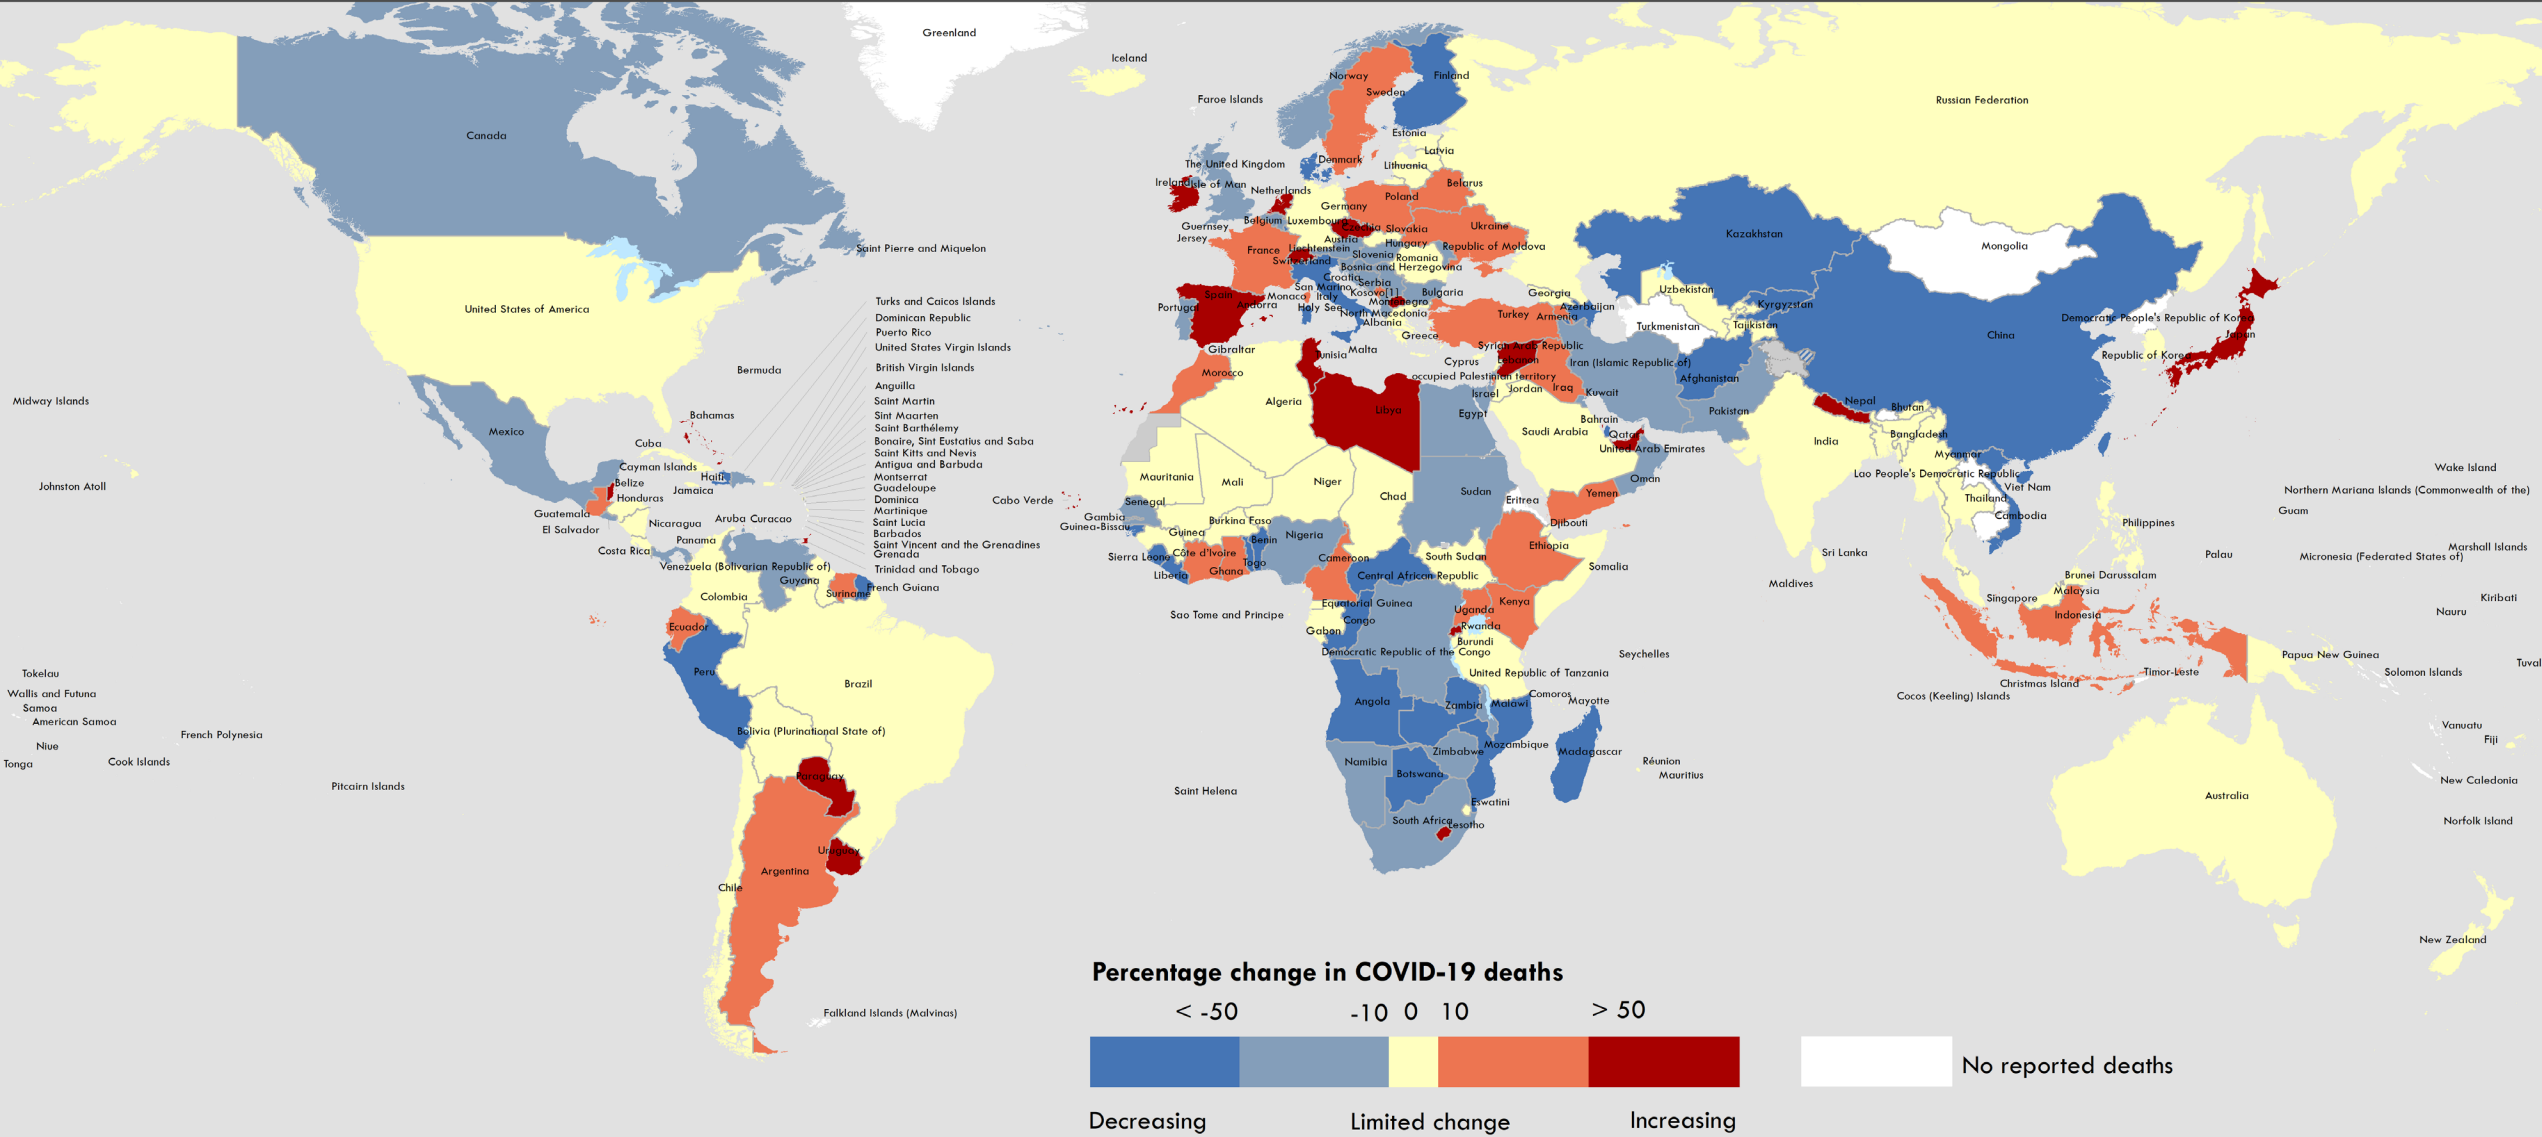 Greenland
Iceland
Faroe Islands
Norway
Finland
Sweden
Russian Federation
Canada
Estonia
Latvia
Lithuania
Denmark
The United Kingdom
Ireland
Isle of Man
Netherlands
Belarus
Poland
Germany
Belgium
Luxembourg
Guernsey
Jersey
Czechia
Slovakia
Ukraine
Kazakhstan
Mongolia
Saint Pierre and Miquelon
Austria
Hungary
Republic of Moldova
France
Liechtenstein
Slovenia
Romania
Switzerland
Bosnia and Herzegovina
Croatia
Serbia
San Marino
Kosovo[1]
Bulgaria
Georgia
Uzbekistan
Spain
Andorra
Monaco
Italy
Montenegro
Azerbaijan
Kyrgyzstan
Portugal
Holy See
North Macedonia
Albania
Turkey
Armenia
Turkmenistan
Tajikistan
Democratic People's Republic of Korea
Japan
United States of America
Turks and Caicos Islands
Dominican Republic
Puerto Rico
United States Virgin Islands
British Virgin Islands
Anguilla
Saint Martin
Sint Maarten
Saint Barthélemy
Bonaire, Sint Eustatius and Saba
Saint Kitts and Nevis
Antigua and Barbuda
Montserrat
Guadeloupe
Dominica
Martinique
Saint Lucia
Barbados
Saint Vincent and the Grenadines
Grenada
Trinidad and Tobago
French Guiana
Greece
China
Gibraltar
Tunisia
Malta
Cyprus
Syrian Arab Republic
Lebanon
Iran (Islamic Republic of)
Republic of Korea
Bermuda
Morocco
occupied Palestinian territory
Israel
Jordan
Iraq
Kuwait
Afghanistan
Midway Islands
Bahamas
Algeria
Libya
Egypt
Bahrain
Pakistan
Nepal
Bhutan
Mexico
Cuba
Saudi Arabia
Qatar
United Arab Emirates
India
Bangladesh
Myanmar
Cayman Islands
Haiti
Belize
Jamaica
Honduras
Johnston Atoll
Mauritania
Mali
Niger
Chad
Sudan
Oman
Yemen
Eritrea
Lao People's Democratic Republic
Viet Nam
Thailand
Cambodia
Wake Island
Northern Mariana Islands (Commonwealth of the)
Guam
Philippines
Guatemala
El Salvador
Nicaragua
Aruba
Curacao
Cabo Verde
Senegal
Gambia
Guinea-Bissau
Guinea
Burkina Faso
Benin
Nigeria
Djibouti
Costa Rica
Panama
Sierra Leone
Côte d'Ivoire
Togo
Ghana
Liberia
Cameroon
South Sudan
Ethiopia
Somalia
Sri Lanka
Maldives
Palau
Marshall Islands
Micronesia (Federated States of)
Brunei Darussalam
Malaysia
Singapore
Indonesia
Kiribati
Nauru
Venezuela (Bolivarian Republic of)
Guyana
Suriname
Colombia
Central African Republic
Equatorial Guinea
Sao Tome and Principe
Gabon
Congo
Uganda
Kenya
Rwanda
Burundi
Democratic Republic of the Congo
Seychelles
United Republic of Tanzania
Ecuador
Peru
Brazil
Tokelau
Wallis and Futuna
Samoa
American Samoa
French Polynesia
Niue
Tonga
Cook Islands
Pitcairn Islands
Bolivia (Plurinational State of)
Angola
Zambia
Malawi
Comoros
Mayotte
Cocos (Keeling) Islands
Christmas Island
Timor-Leste
Papua New Guinea
Solomon Islands
Tuval
Vanuatu
Fiji
New Caledonia
Norfolk Island
Zimbabwe
Mozambique
Madagascar
Réunion
Mauritius
Namibia
Botswana
Saint Helena
Eswatini
South Africa
Lesotho
Australia
New Zealand
Paraguay
Uruguay
Argentina
Chile
Falkland Islands (Malvinas)
Percentage change in COVID-19 deaths
< -50 -10 0 10 > 50
No reported deaths
Decreasing Limited change Increasing